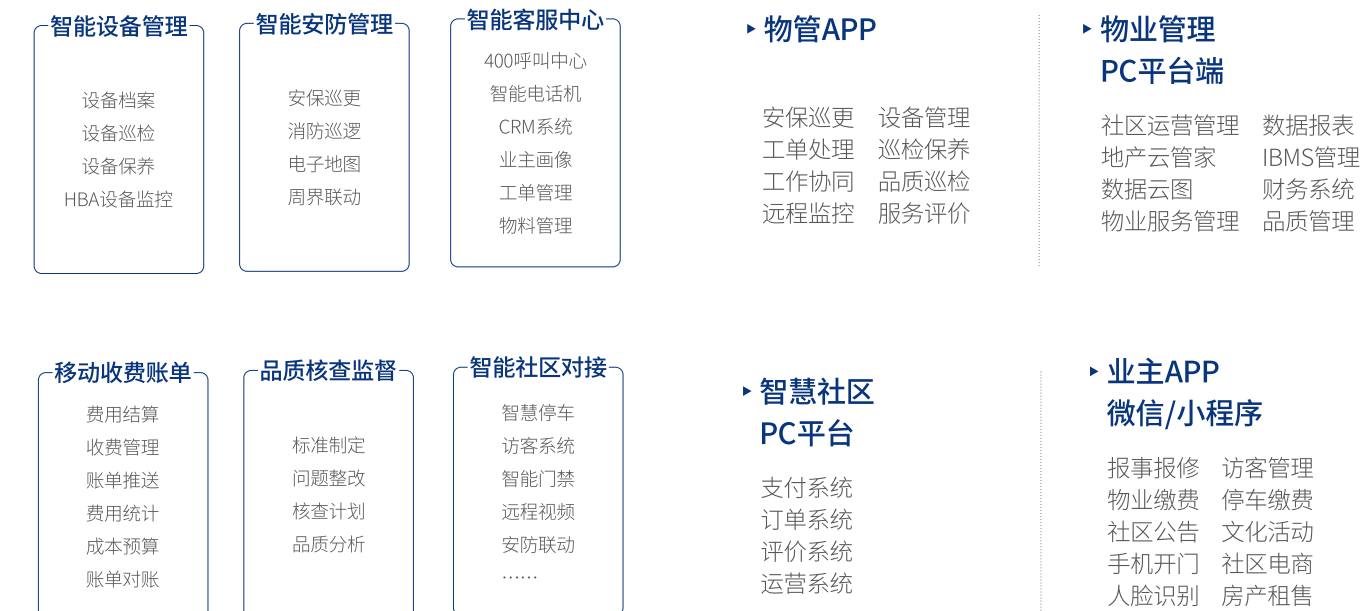 智能设备管理
设备档案
设备巡检
设备保养
HBA设备监控
智能安防管理
安保巡更
消防巡逻
电子地图
周界联动
智能客服中心
400呼叫中心
智能电话机
CRM系统
业主画像
工单管理
物料管理
物管APP
安保巡更 设备管理
工单处理 巡检保养
工作协同 品质巡检
远程监控 服务评价
物业管理
PC平台端
社区运营管理 数据报表
地产云管家 IBMS管理
数据云图 财务系统
物业服务管理 品质管理
移动收费账单
费用结算
收费管理
账单推送
费用统计
成本预算
账单对账
品质核查监督
标准制定
问题整改
核查计划
品质分析
智能社区对接
智慧停车
访客系统
智能门禁
远程视频
安防联动
……
智慧社区
PC平台
支付系统
订单系统
评价系统
运营系统
业主APP
微信/小程序
报事报修 访客管理
物业缴费 停车缴费
社区公告 文化活动
手机开门 社区电商
人脸识别 房产租售